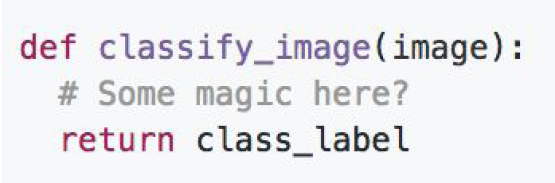 def classify_image(image):
# Some magic here?
return class_label